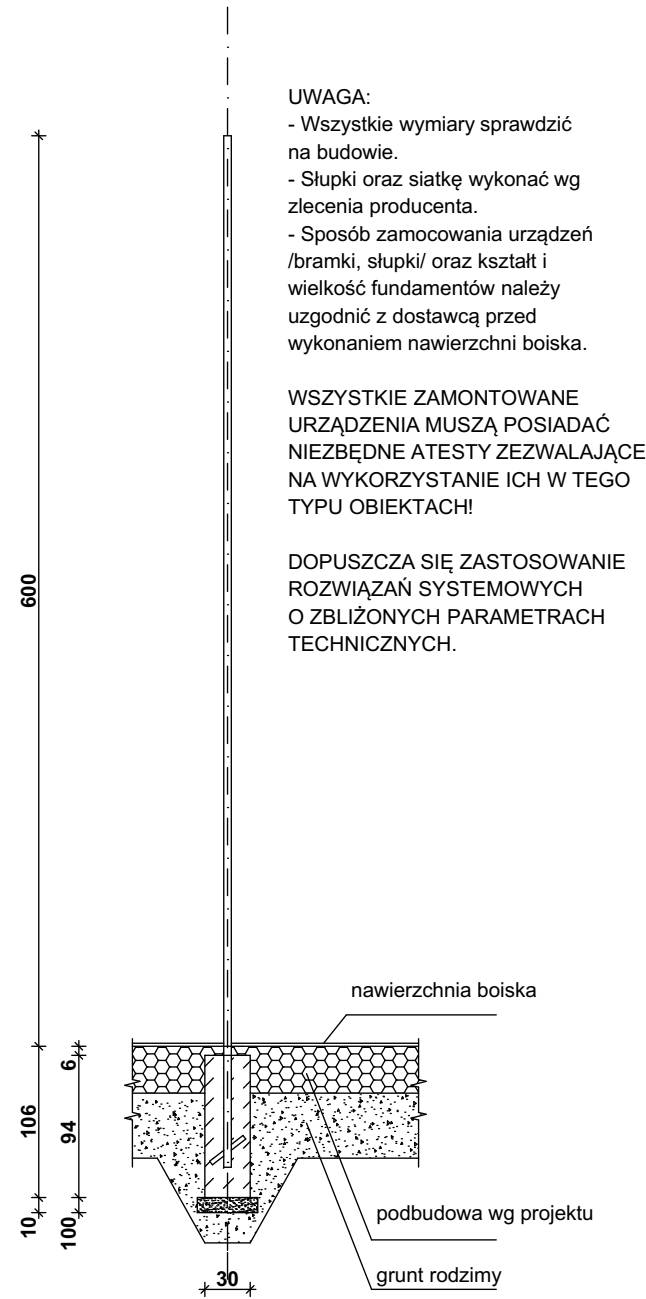 UWAGA:
- Wszystkie wymiary sprawdzić
na budowie.
- Słupki oraz siatkę wykonać wg
zlecenia producenta.
- Sposób zamocowania urządzeń
/bramki, słupki/ oraz kształt i
wielkość fundamentów należy
uzgodnić z dostawcą przed
wykonaniem nawierzchni boiska.
WSZYSTKIE ZAMONTOWANE
URZĄDZENIA MUSZĄ POSIADAĆ
NIEZBĘDNE ATESTY ZEZWALAJĄCE
NA WYKORZYSTANIE ICH W TEGO
TYPU OBIEKTACH!
DOPUSZCZA SIĘ ZASTOSOWANIE
ROZWIĄZAŃ SYSTEMOWYCH
O ZBLIŻONYCH PARAMETRACH
TECHNICZNYCH.
600
nawierzchnia boiska
6
106
94
10
100
podbudowa wg projektu
grunt rodzimy
30